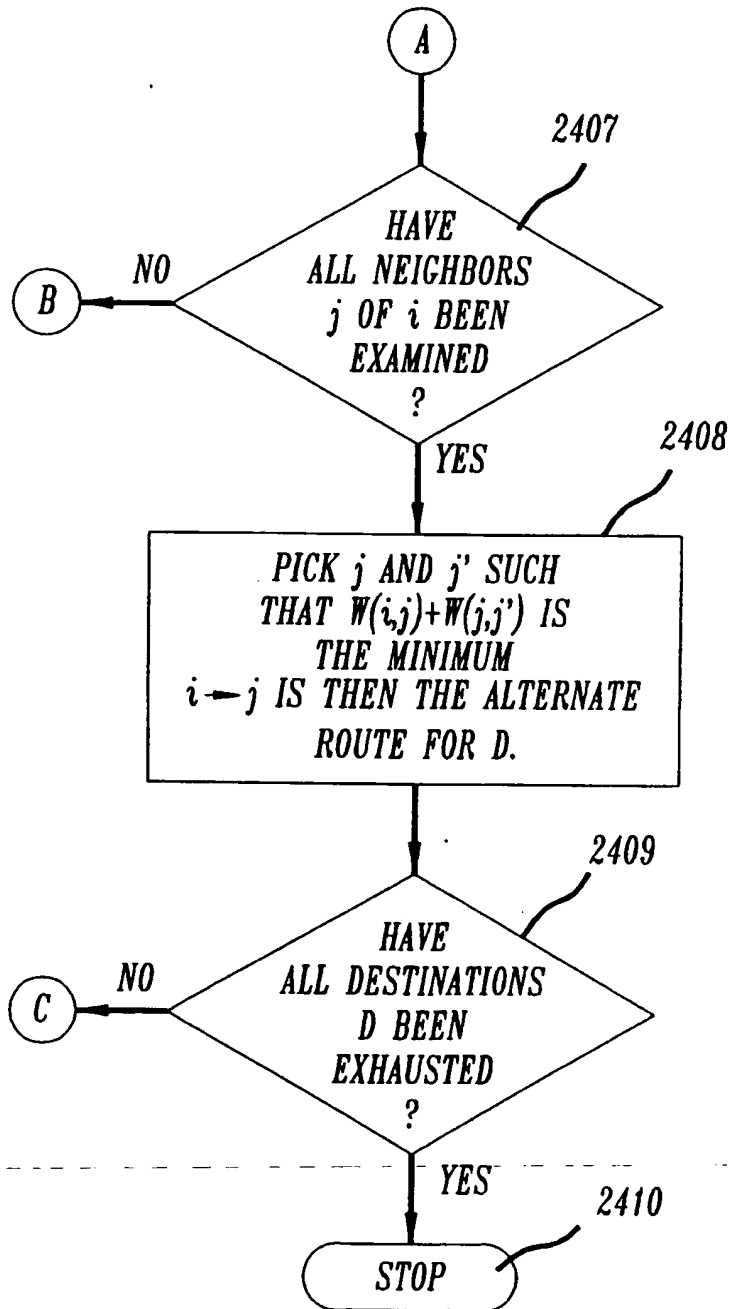 A
2407
HAVE
ALL NEIGHBORS
j OF i BEEN
EXAMINED
?
NO
B
YES
2408
PICK j AND j' SUCH
THAT W(i,j)+W(j,j') IS
THE MINIMUM
i→j IS THEN THE ALTERNATE
ROUTE FOR D.
2409
HAVE
ALL DESTINATIONS
D BEEN
EXHAUSTED
?
NO
C
YES
2410
STOP